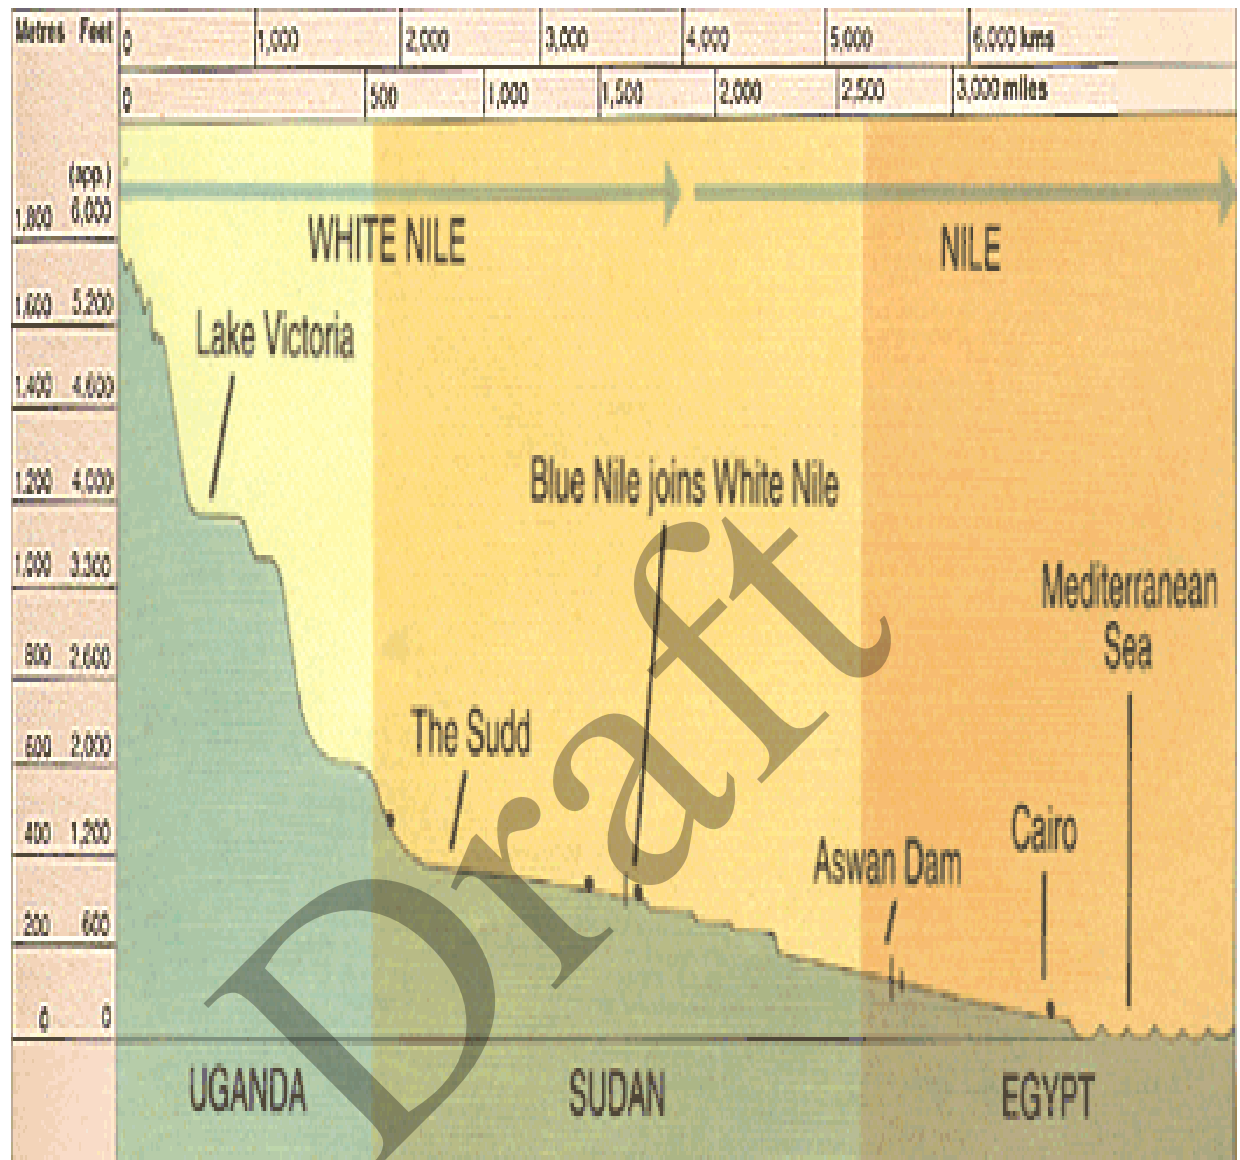 Metres Feet 0 1,000 2,000 3,000 4,000 5,000 6,000 kms
0 500 1,000 1,500 2,000 2,500 3,000 miles
(app.)
1,800 6,000
WHITE NILE
NILE
1,600 5,200
Lake Victoria
1,400 4,600
1,200 4,000
Blue Nile joins White Nile
1,000 3,300
Mediterranean
Sea
800 2,600
The Sudd
600 2,000
400 1,200
Cairo
Aswan Dam
200 600
0 0
UGANDA SUDAN EGYPT
Draft